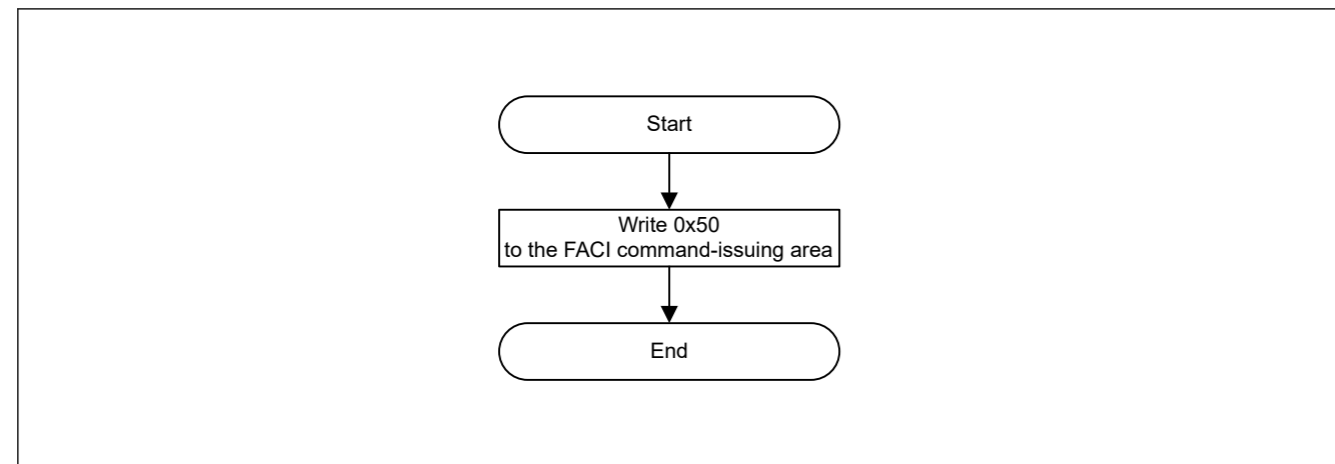 Start
Write 0x50
to the FACI command-issuing area
End